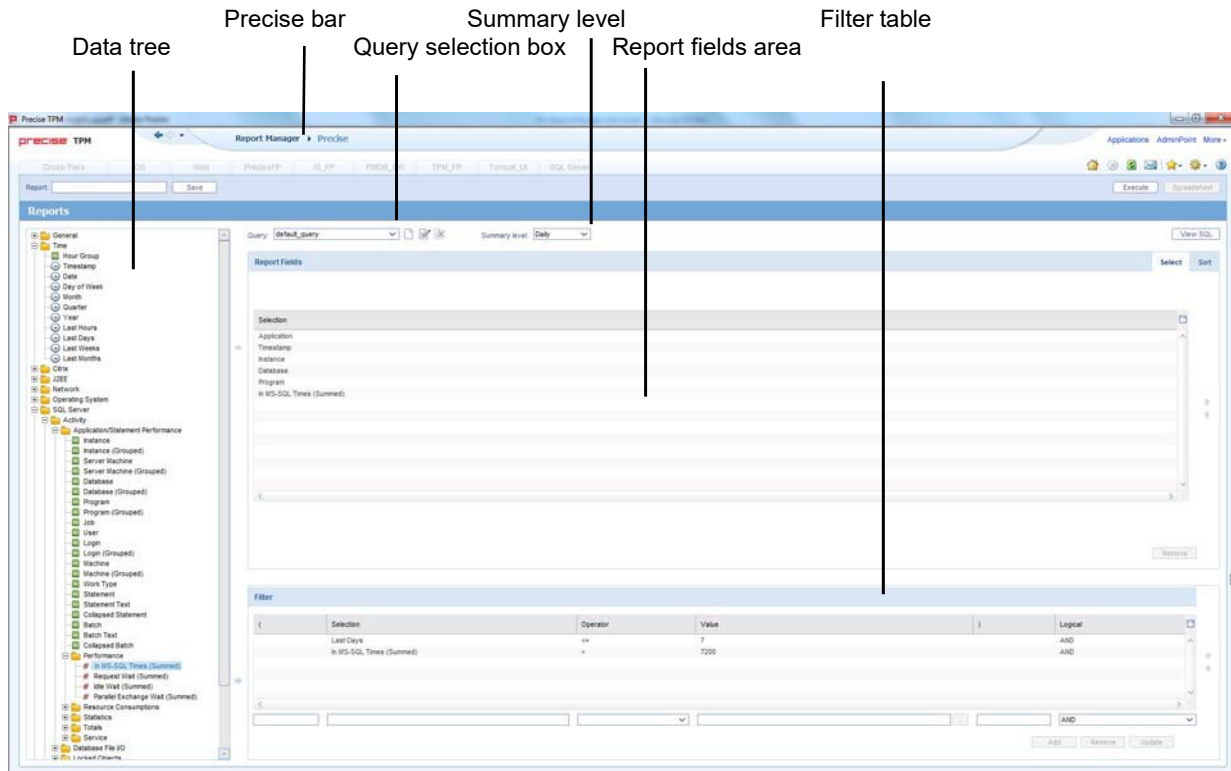 Precise bar
Summary level
Filter table
Data tree
Query selection box
Report fields area
Precise TPM
precise TPM
Report Manager
Precise
Applications AdminPoint More
Cross-Tiers
OS
Web
PreciseFP
TPM_FP
SQL Server
Report:
Save
Execute
Spreadsheet
Reports
Query: default_query
Summary level: Daily
View SQL
General
Time
Hour Group
Timestamp
Date
Day of Week
Month
Quarter
Year
Last Hours
Last Days
Last Weeks
Last Months
Citrix
J2EE
Network
Operating System
SQL Server
Activity
Application/Statement Performance
Instance
Instance (Grouped)
Server Machine
Server Machine (Grouped)
Database
Database (Grouped)
Program
Program (Grouped)
Job
User
Login
Login (Grouped)
Machine
Machine (Grouped)
Work Type
Statement
Statement Text
Collapsed Statement
Batch
Batch Text
Collapsed Batch
Performance
# In MS-SQL Times (Summed)
# Request Wait (Summed)
# Idle Wait (Summed)
# Parallel Exchange Wait (Summed)
Resource Consumptions
Statistics
Totals
Service
Database File I/O
Locked Objects
Report Fields
Select
Sort
Selection
Application
Timestamp
Instance
Database
Program
In MS-SQL Times (Summed)
Remove
Filter
( Selection Operator Value ) Logical
Last Days <= 7 AND
In MS-SQL Times (Summed) > 7200 AND
AND
Add
Remove
Update